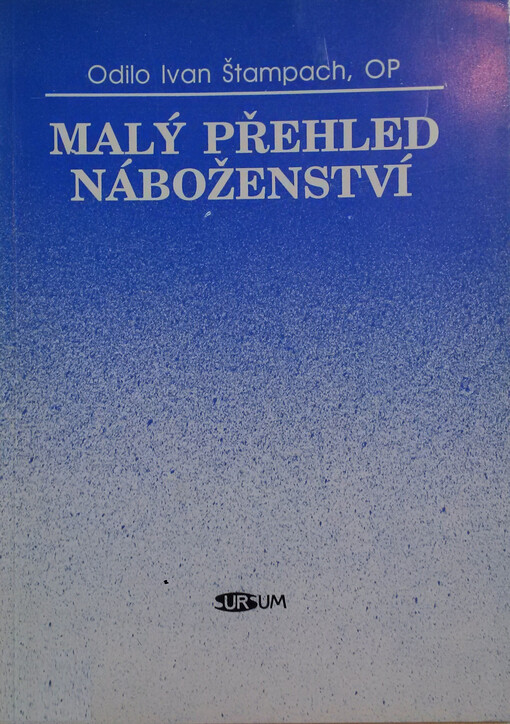 Odilo Ivan Štampach, OP
MALÝ PŘEHLED
NÁBOŽENSTVÍ
SURSUM